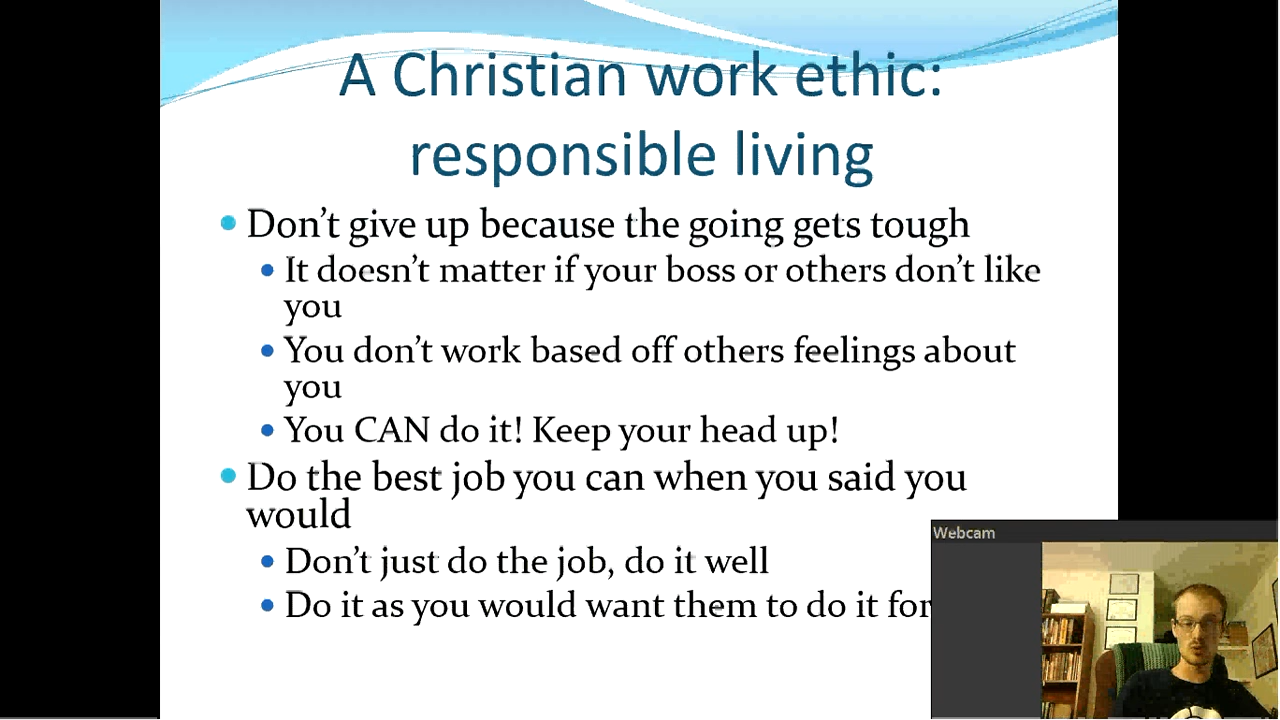 A Christian work ethic:
responsible living
Don't give up because the going gets tough
It doesn't matter if your boss or others don't like
you
You don't work based off others feelings about
you
You CAN do it! Keep your head up!
Do the best job you can when you said you
would
Don't just do the job, do it well
Do it as you would want them to do it for
Webcam